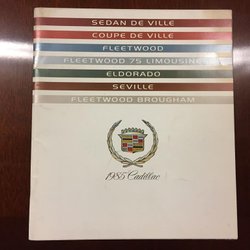 SEDAN DE VILLE
COUPE DE VILLE
FLEETWOOD
FLEETWOOD 75 LIMOUSINE
ELDORADO
SEVILLE
FLEETWOOD BROUGHAM
1985 Cadillac